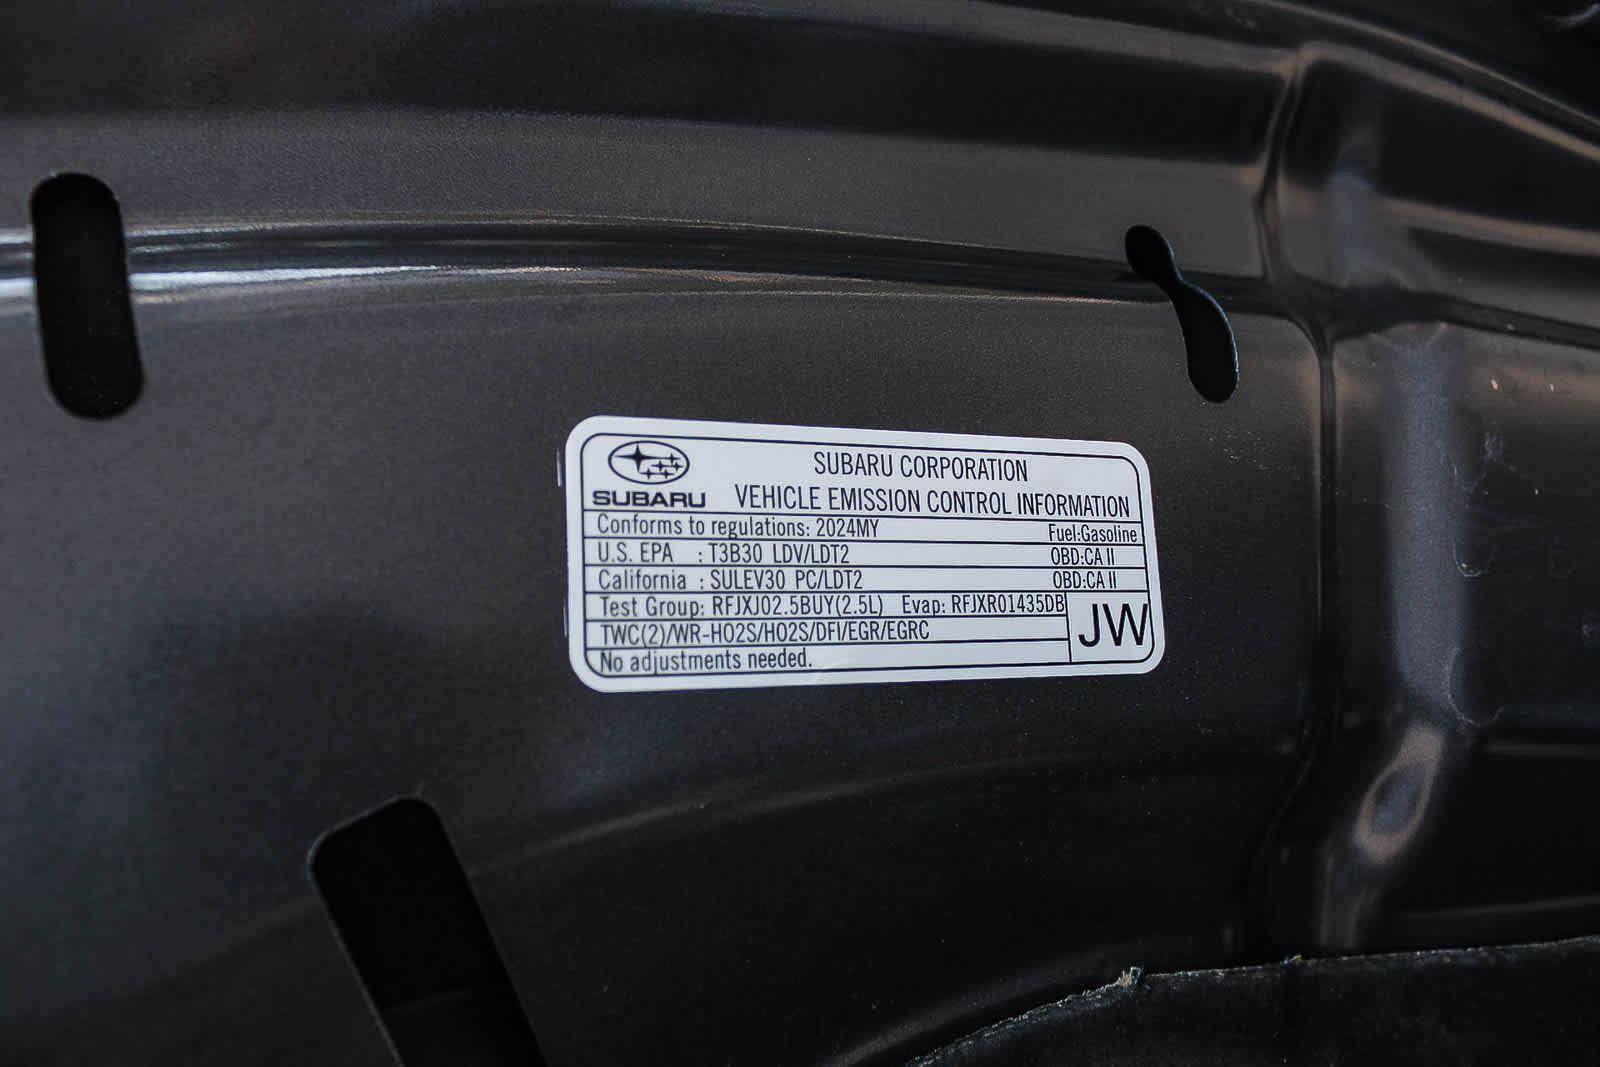 SUBARU
SUBARU CORPORATION
VEHICLE EMISSION CONTROL INFORMATION
Conforms to regulations: 2024MY Fuel:Gasoline
U.S. EPA : T3B30 LDV/LDT2 OBD:CA II
California : SULEV30 PC/LDT2 OBD:CA II
Test Group: RFJXJ02.5BUY(2.5L) Evap: RFJXR01435DB
TWC(2)/WR-HO2S/HO2S/DFI/EGR/EGRC
No adjustments needed.
JW